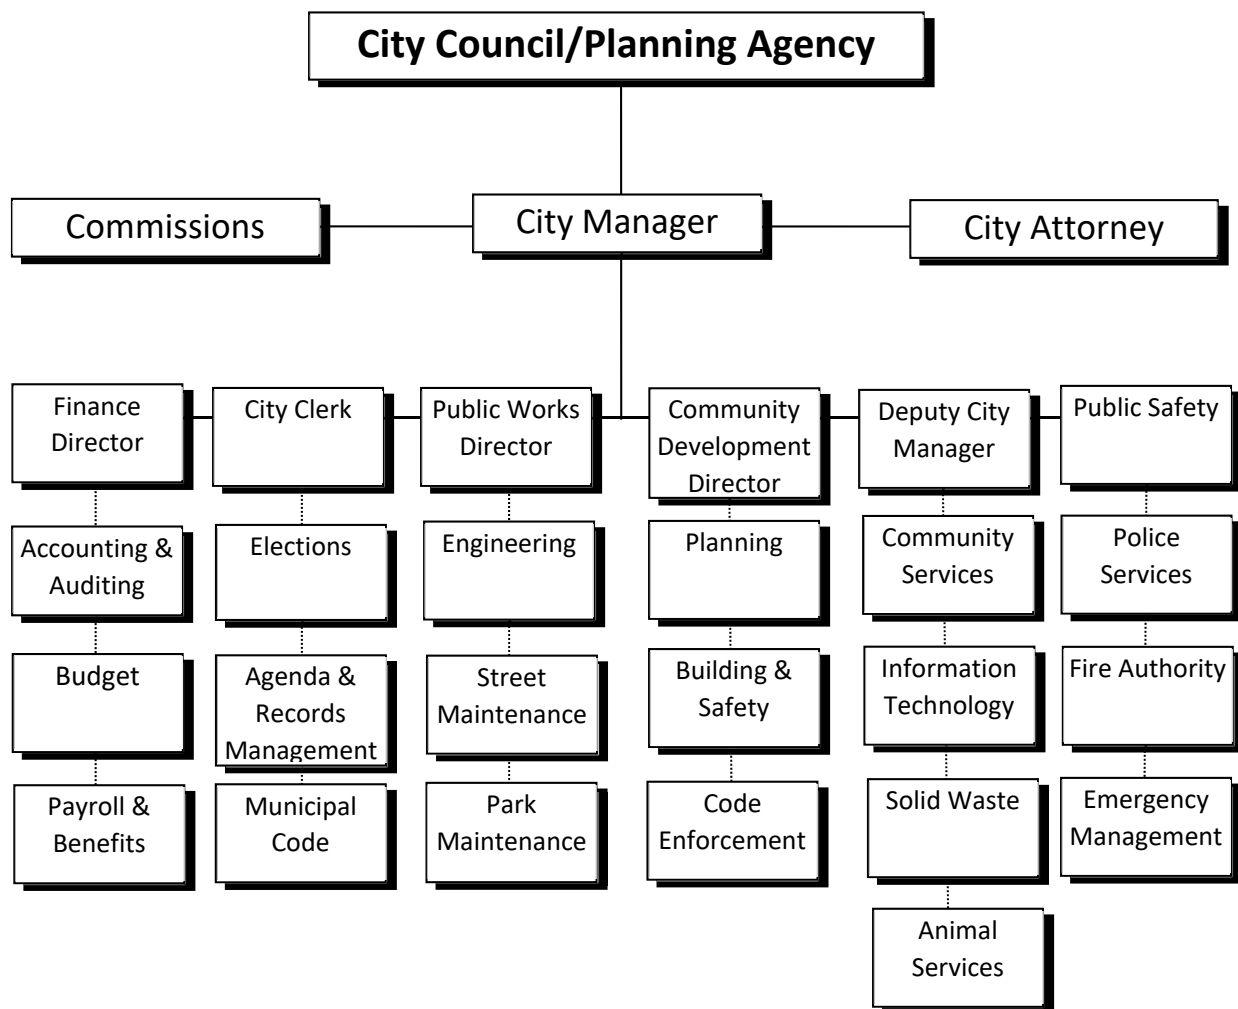 City Council/Planning Agency
Commissions
City Manager
City Attorney
Finance
Director
City Clerk
Public Works
Director
Community
Development
Director
Deputy City
Manager
Public Safety
Accounting &
Auditing
Elections
Engineering
Planning
Community
Services
Police
Services
Budget
Agenda &
Records
Management
Street
Maintenance
Building &
Safety
Information
Technology
Fire Authority
Payroll &
Benefits
Municipal
Code
Park
Maintenance
Code
Enforcement
Solid Waste
Emergency
Management
Animal
Services